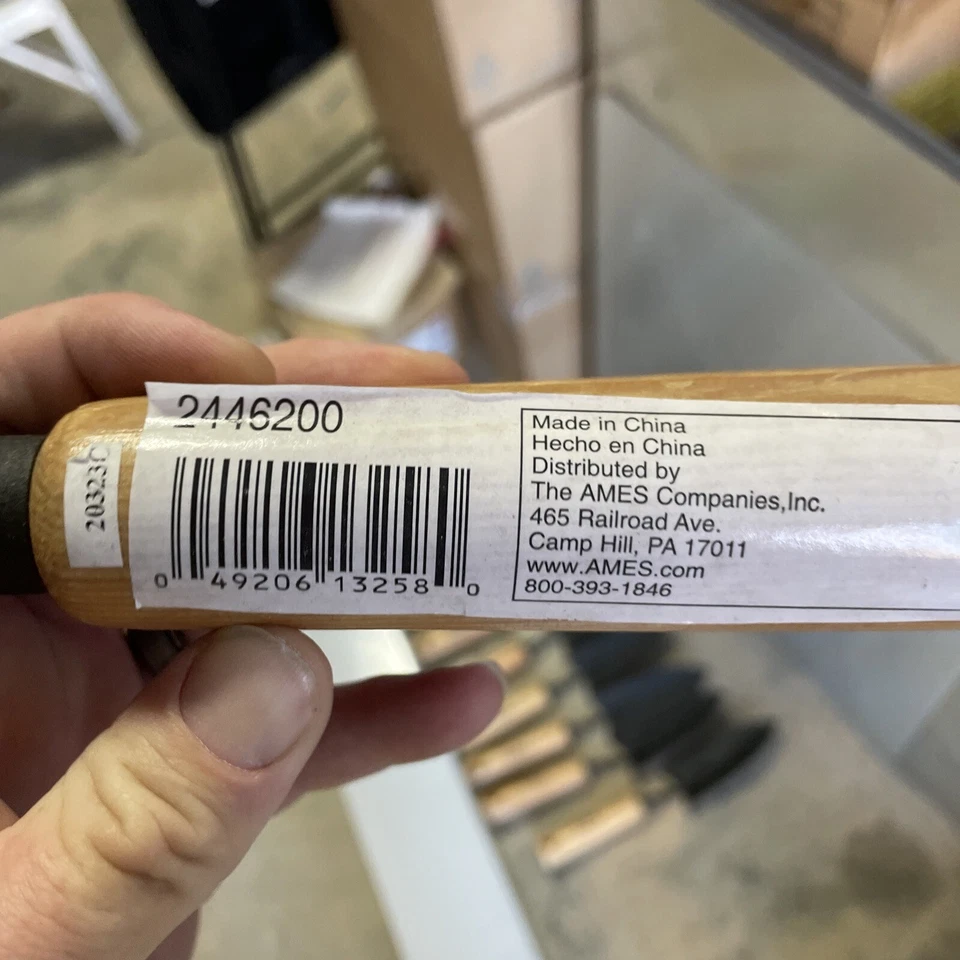 20323C
2446200
0 49206 13258 0
Made in China
Hecho en China
Distributed by
The AMES Companies,Inc.
465 Railroad Ave.
Camp Hill, PA 17011
www.AMES.com
800-393-1846